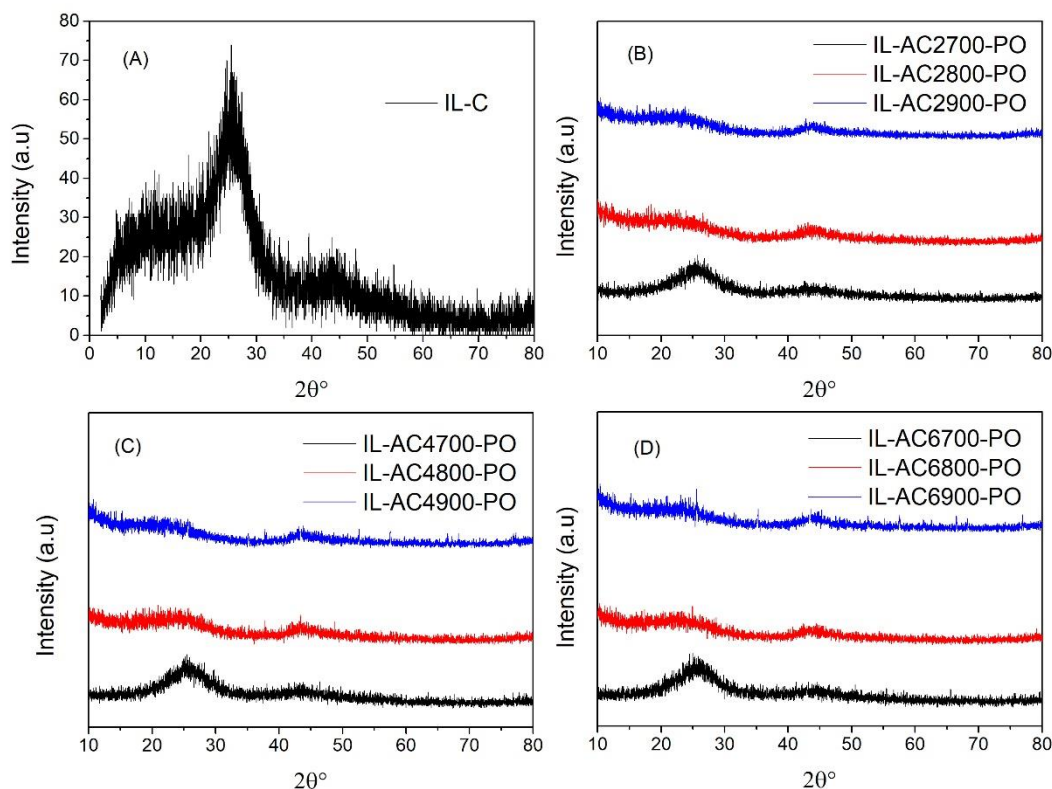 (A)
IL-C
Intensity (a.u)
80
70
60
50
40
30
20
10
0
0 10 20 30 40 50 60 70 80
2θ°
(B)
IL-AC2700-PO
IL-AC2800-PO
IL-AC2900-PO
Intensity (a.u)
10 20 30 40 50 60 70 80
2θ°
(C)
IL-AC4700-PO
IL-AC4800-PO
IL-AC4900-PO
Intensity (a.u)
10 20 30 40 50 60 70 80
2θ°
(D)
IL-AC6700-PO
IL-AC6800-PO
IL-AC6900-PO
Intensity (a.u)
10 20 30 40 50 60 70 80
2θ°